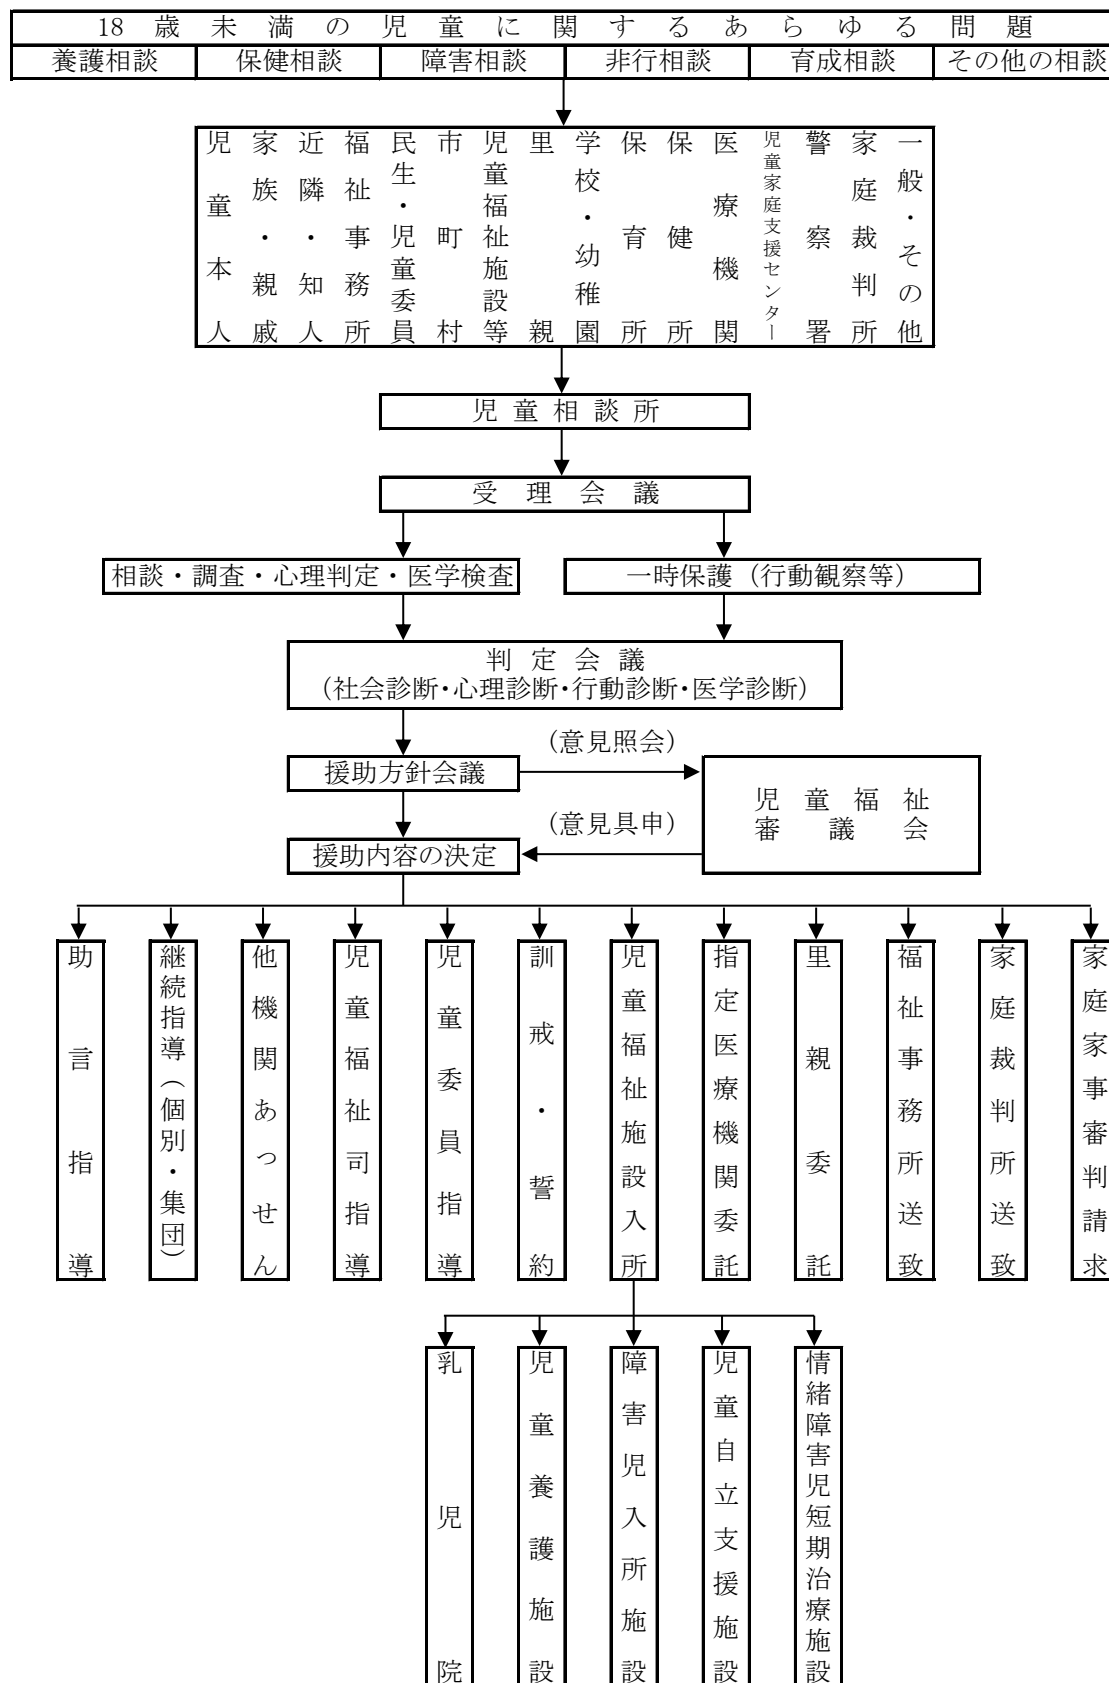 18歳未満の児童に関するあらゆる問題
養護相談
保健相談
障害相談
非行相談
育成相談
その他の相談
児童本人
家族・親戚
近隣・知人
福祉事務所
民生・児童委員
市町村
児童福祉施設等
里親
学校・幼稚園
保育所
保健所
医療機関
児童家庭支援センター
警察署
家庭裁判所
一般・その他
児童相談所
受理会議
相談・調査・心理判定・医学検査
一時保護（行動観察等）
判定会議
（社会診断・心理診断・行動診断・医学診断）
援助方針会議
（意見照会）
児童福祉
審議会
（意見具申）
援助内容の決定
助言指導
継続指導（個別・集団）
他機関あっせん
児童福祉司指導
児童委員指導
訓戒・誓約
児童福祉施設入所
指定医療機関委託
里親委託
福祉事務所送致
家庭裁判所送致
家庭家事審判請求
乳児院
児童養護施設
障害児入所施設
児童自立支援施設
情緒障害児短期治療施設